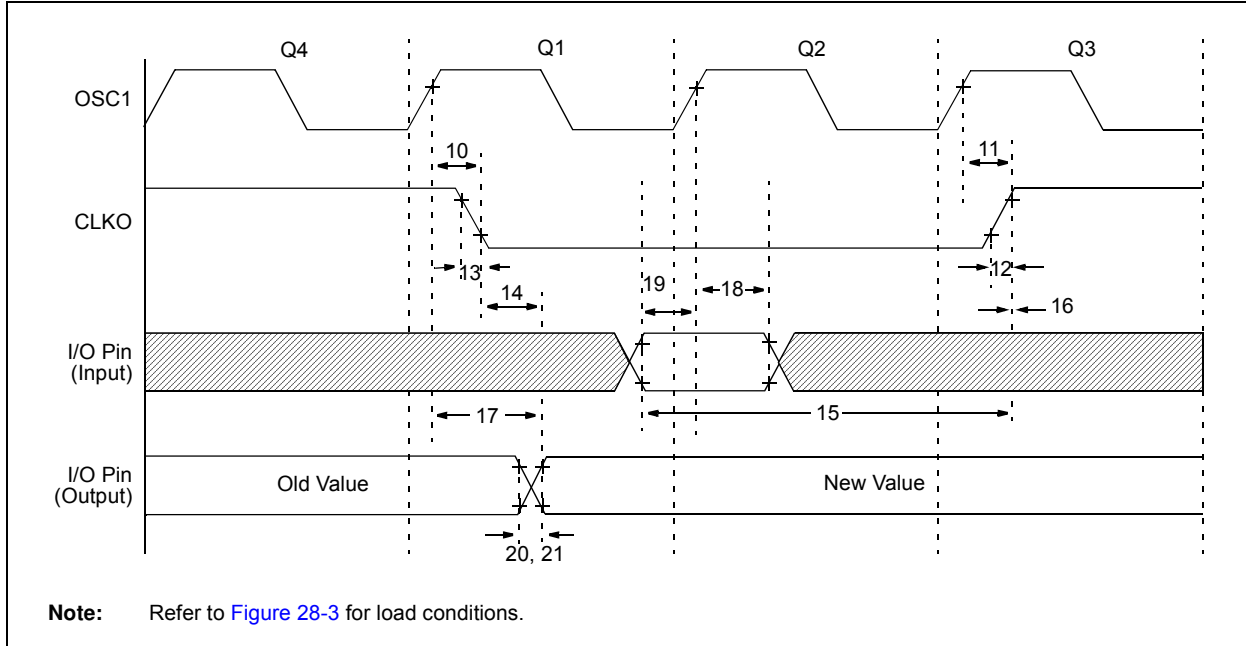 Q4 Q1 Q2 Q3
OSC1
10 11
CLKO
13 12
14 19 18 16
I/O Pin
(Input)
17 15
I/O Pin
(Output)
Old Value New Value
20, 21
Note: Refer to Figure 28-3 for load conditions.